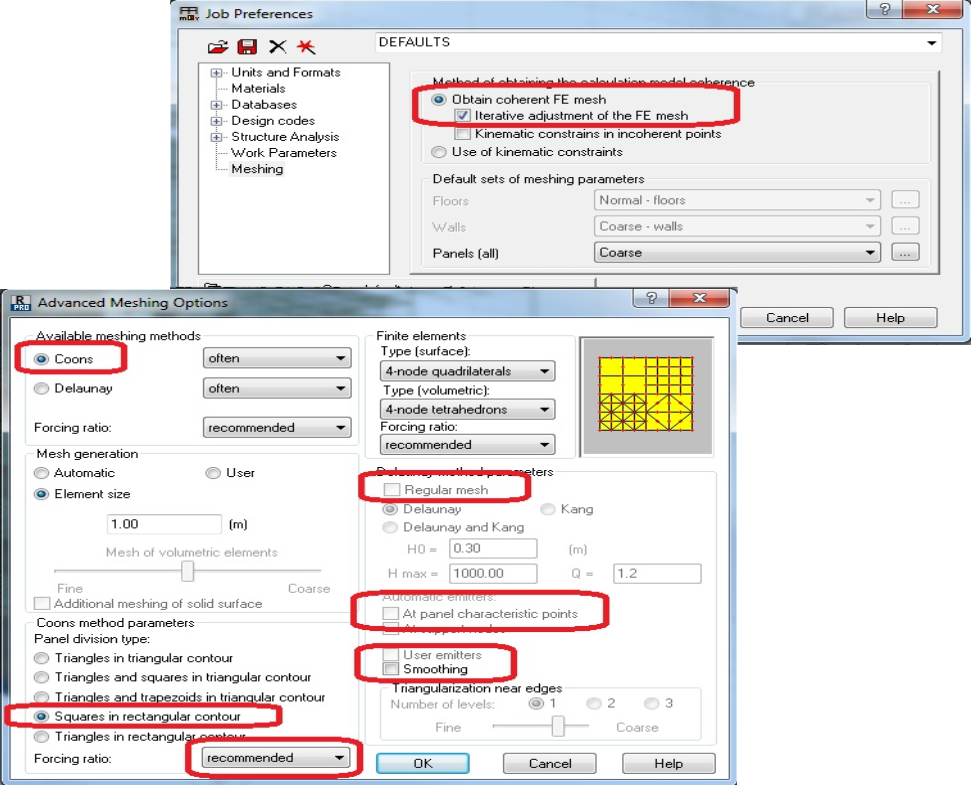 Job Preferences
DEFAULTS
Units and Formats
Materials
Databases
Design codes
Structure Analysis
Work Parameters
Meshing
Method of obtaining the calculation model coherence
Obtain coherent FE mesh
Iterative adjustment of the FE mesh
Kinematic constrains in incoherent points
Use of kinematic constraints
Default sets of meshing parameters
Floors
Normal - floors
...
Walls
Coarse - walls
...
Panels (all)
Coarse
...
Cancel
Help
Advanced Meshing Options
Available meshing methods
Coons
often
Delaunay
often
Forcing ratio:
recommended
Mesh generation
Automatic
User
Element size
1.00
(m)
Mesh of volumetric elements
Fine
Coarse
Additional meshing of solid surface
Coons method parameters
Panel division type:
Triangles in triangular contour
Triangles and squares in triangular contour
Triangles and trapezoids in triangular contour
Squares in rectangular contour
Triangles in rectangular contour
Forcing ratio:
recommended
Finite elements
Type (surface):
4-node quadrilaterals
Type (volumetric):
4-node tetrahedrons
Forcing ratio:
recommended
Delaunay method parameters
Regular mesh
Delaunay
Kang
Delaunay and Kang
H0 =
0.30
(m)
H max =
1000.00
Q =
1.2
Automatic emitters:
At panel characteristic points
At support nodes
User emitters
Smoothing
Triangularization near edges
Number of levels:
1
2
3
Fine
Coarse
OK
Cancel
Help